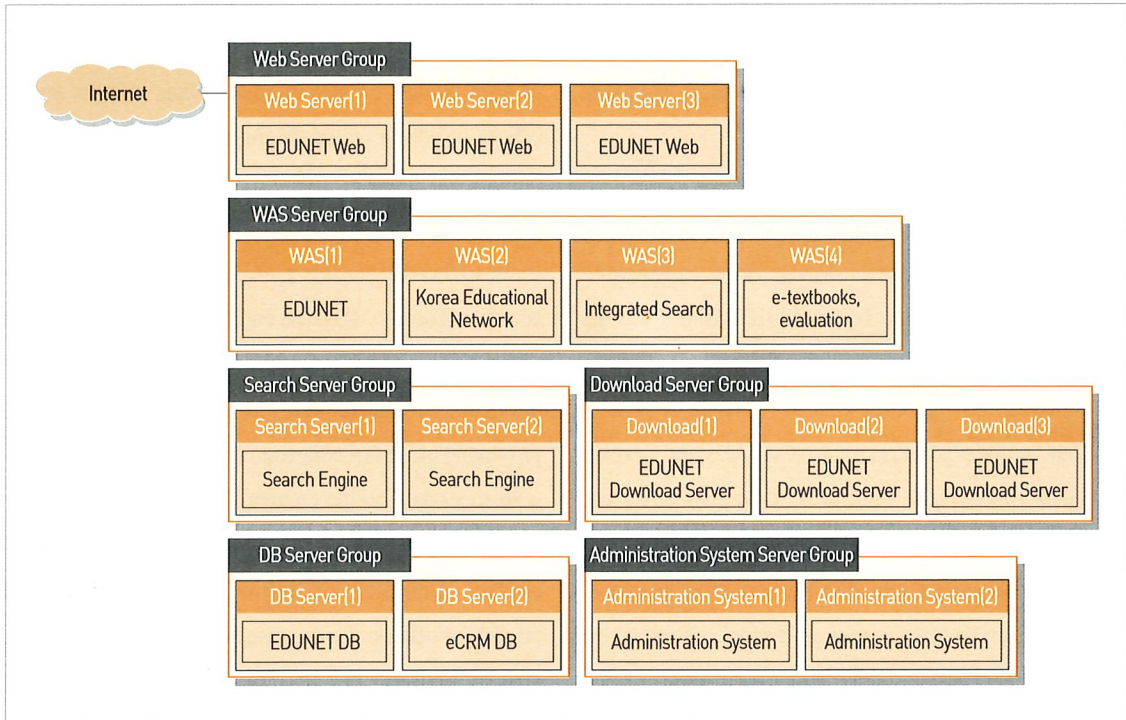 Internet
Web Server Group
Web Server(1)
EDUNET Web
Web Server(2)
EDUNET Web
Web Server(3)
EDUNET Web
WAS Server Group
WAS(1)
EDUNET
WAS(2)
Korea Educational
Network
WAS(3)
Integrated Search
WAS(4)
e-textbooks,
evaluation
Search Server Group
Search Server(1)
Search Engine
Search Server(2)
Search Engine
Download Server Group
Download(1)
EDUNET
Download Server
Download(2)
EDUNET
Download Server
Download(3)
EDUNET
Download Server
DB Server Group
DB Server(1)
EDUNET DB
DB Server(2)
eCRM DB
Administration System Server Group
Administration System(1)
Administration System
Administration System(2)
Administration System